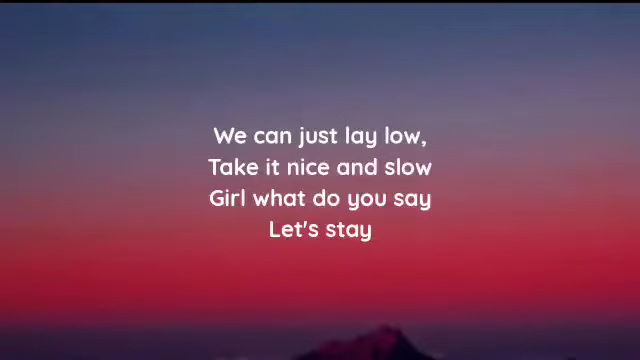 We can just lay low,
Take it nice and slow
Girl what do you say
Let's stay